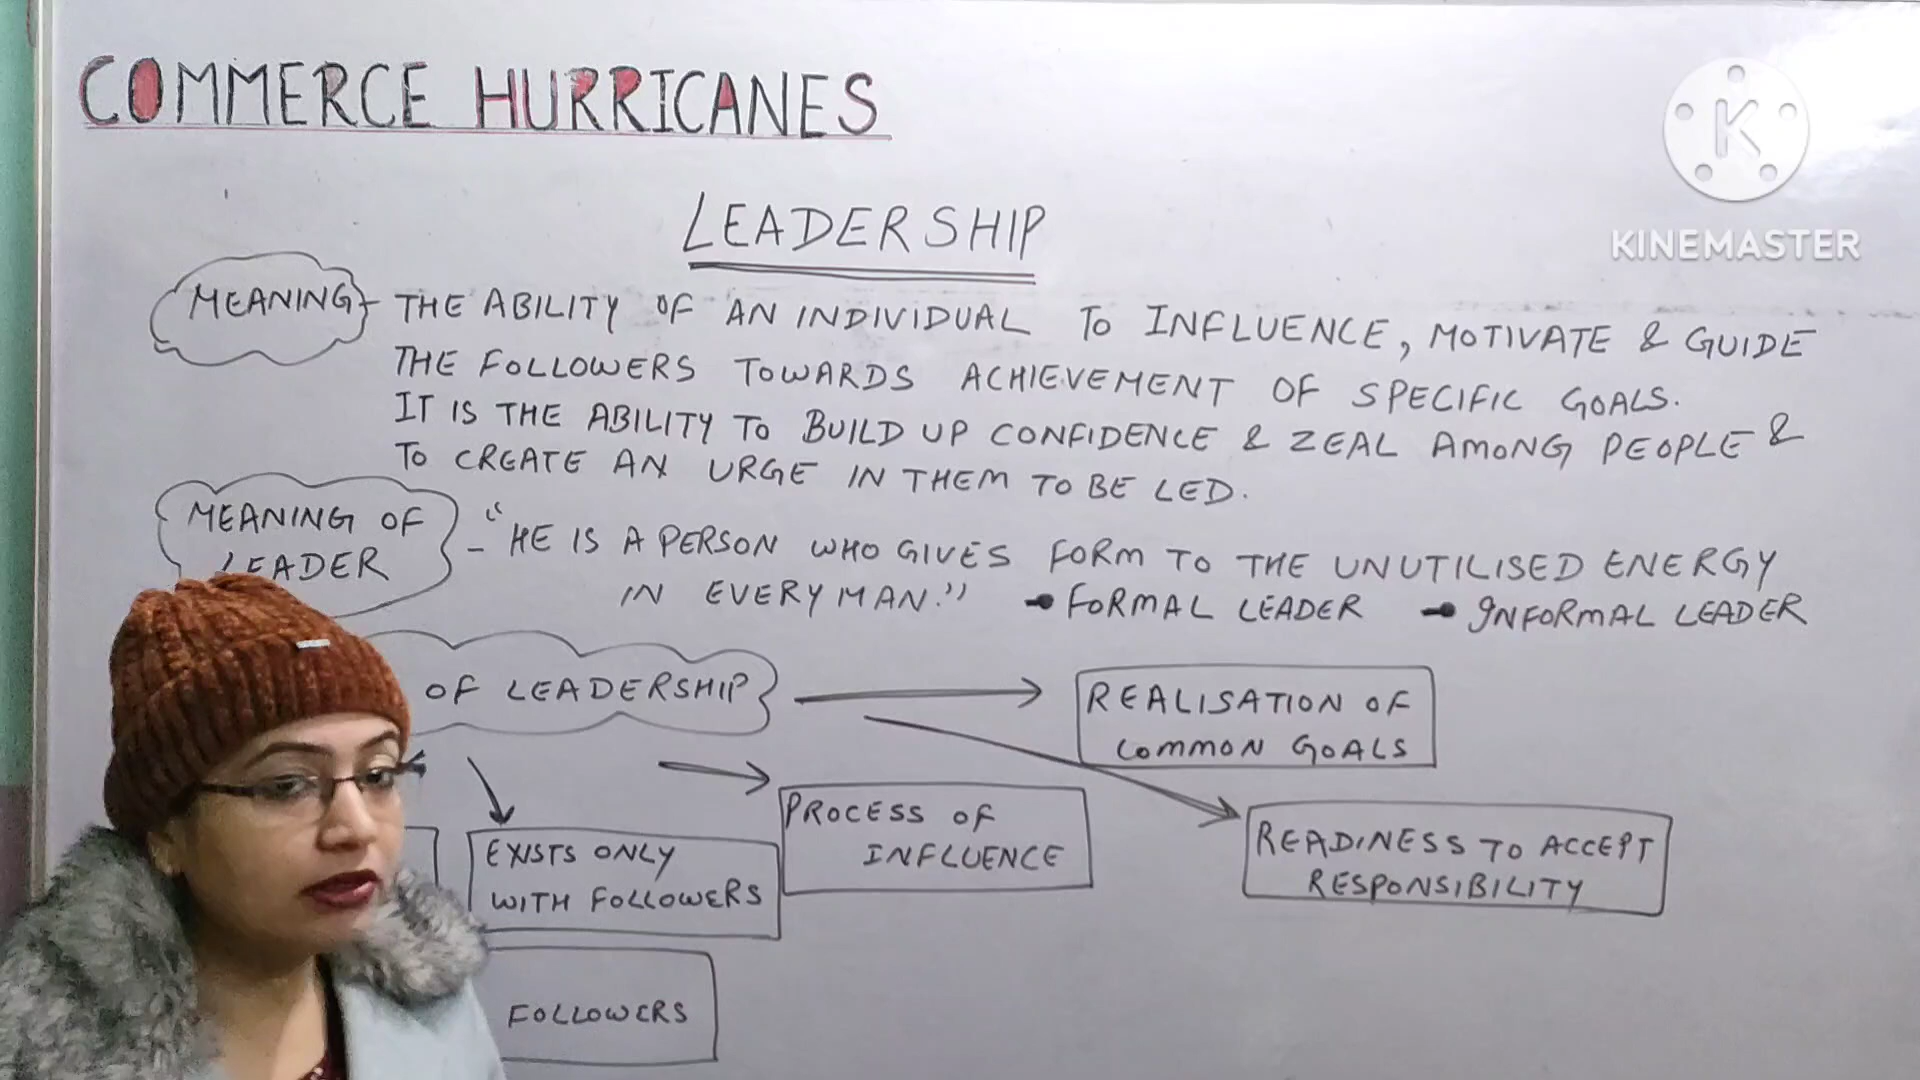 COMMERCE HURRICANES
KINEMASTER
LEADERSHIP
MEANING - THE ABILITY OF AN INDIVIDUAL TO INFLUENCE, MOTIVATE & GUIDE
THE FOLLOWERS TOWARDS ACHIEVEMENT OF SPECIFIC GOALS.
IT IS THE ABILITY TO BUILD UP CONFIDENCE & ZEAL AMONG PEOPLE &
TO CREATE AN URGE IN THEM TO BE LED.
MEANING OF
LEADER
- "HE IS A PERSON WHO GIVES FORM TO THE UNUTILISED ENERGY
IN EVERY MAN." → FORMAL LEADER → INFORMAL LEADER
OF LEADERSHIP
REALISATION OF
COMMON GOALS
PROCESS OF
INFLUENCE
READINESS TO ACCEPT
RESPONSIBILITY
EXISTS ONLY
WITH FOLLOWERS
FOLLOWERS